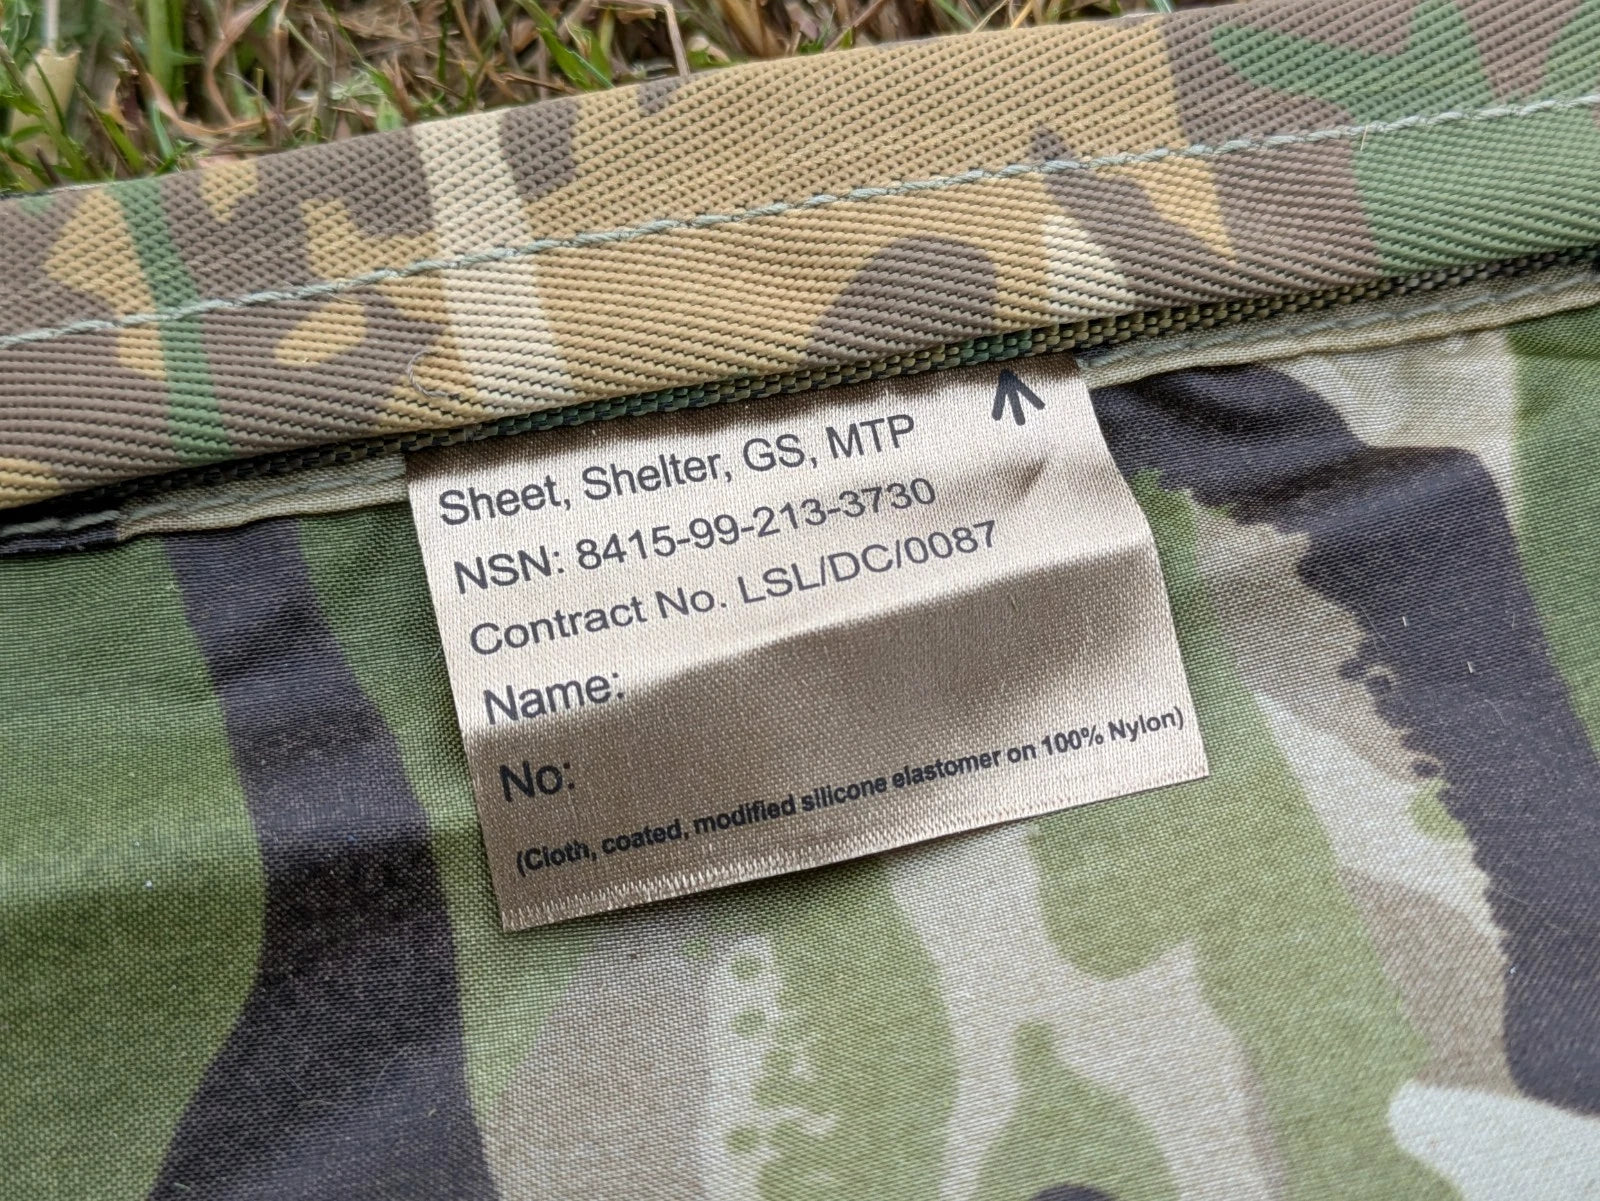 Sheet, Shelter, GS, MTP
NSN: 8415-99-213-3730
Contract No. LSL/DC/0087
Name:
No:
(Cloth, coated, modified silicone elastomer on 100% Nylon)